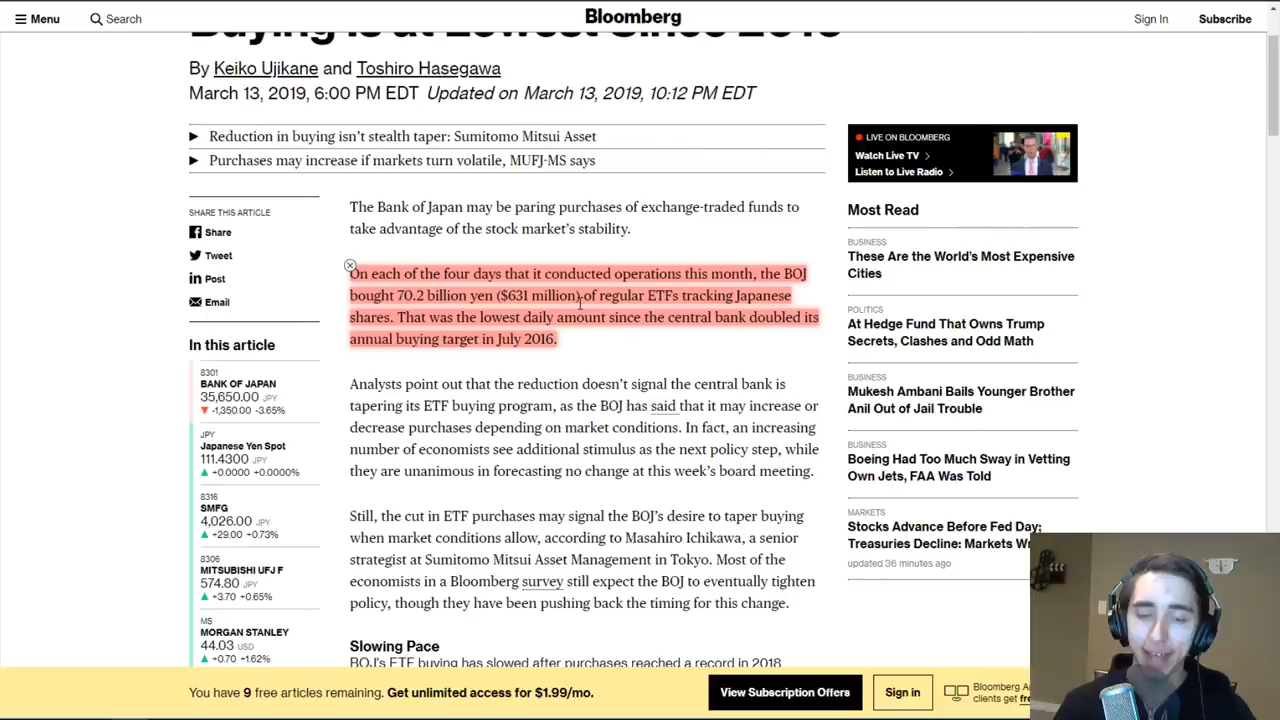 Menu
Search
Bloomberg
Sign In
Subscribe
By Keiko Ujikane and Toshiro Hasegawa
March 13, 2019, 6:00 PM EDT Updated on March 13, 2019, 10:12 PM EDT
Reduction in buying isn't stealth taper: Sumitomo Mitsui Asset
Purchases may increase if markets turn volatile, MUFJ-MS says
SHARE THIS ARTICLE
Share
Tweet
Post
Email
In this article
8301
BANK OF JAPAN
35,650.00 JPY
▼ -1,350.00 -3.65%
JPY
Japanese Yen Spot
111.4300 JPY
▲ +0.0000 +0.0000%
8316
SMFG
4,026.00 JPY
▲ +29.00 +0.73%
8306
MITSUBISHI UFJ F
574.80 JPY
▲ +3.70 +0.65%
MS
MORGAN STANLEY
44.03 USD
▲ +0.70 +1.62%
The Bank of Japan may be paring purchases of exchange-traded funds to
take advantage of the stock market's stability.
On each of the four days that it conducted operations this month, the BOJ
bought 70.2 billion yen ($631 million) of regular ETFs tracking Japanese
shares. That was the lowest daily amount since the central bank doubled its
annual buying target in July 2016.
Analysts point out that the reduction doesn't signal the central bank is
tapering its ETF buying program, as the BOJ has said that it may increase or
decrease purchases depending on market conditions. In fact, an increasing
number of economists see additional stimulus as the next policy step, while
they are unanimous in forecasting no change at this week's board meeting.
Still, the cut in ETF purchases may signal the BOJ's desire to taper buying
when market conditions allow, according to Masahiro Ichikawa, a senior
strategist at Sumitomo Mitsui Asset Management in Tokyo. Most of the
economists in a Bloomberg survey still expect the BOJ to eventually tighten
policy, though they have been pushing back the timing for this change.
Slowing Pace
BOJ's ETF buying has slowed after purchases reached a record in 2018
LIVE ON BLOOMBERG
Watch Live TV
Listen to Live Radio
Most Read
BUSINESS
These Are the World's Most Expensive
Cities
POLITICS
At Hedge Fund That Owns Trump
Secrets, Clashes and Odd Math
BUSINESS
Mukesh Ambani Bails Younger Brother
Anil Out of Jail Trouble
BUSINESS
Boeing Had Too Much Sway in Vetting
Own Jets, FAA Was Told
MARKETS
Stocks Advance Before Fed Day;
Treasuries Decline: Markets
updated 36 minutes ago
You have 9 free articles remaining. Get unlimited access for $1.99/mo.
View Subscription Offers
Sign in
Bloomberg
clients get